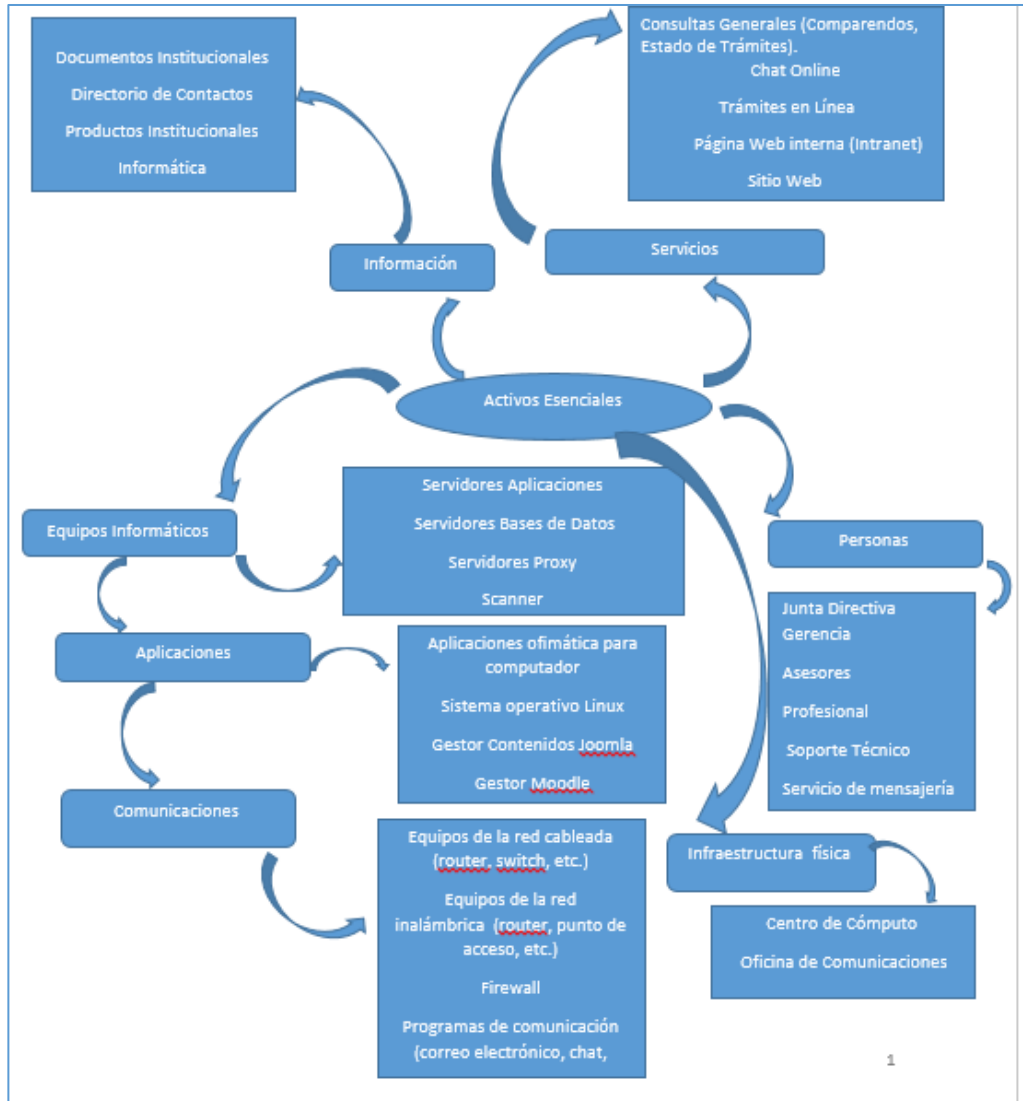 Documentos Institucionales
Directorio de Contactos
Productos Institucionales
Informática
Consultas Generales (Comparendos,
Estado de Trámites).
Chat Online
Trámites en Línea
Página Web interna (Intranet)
Sitio Web
Información
Servicios
Activos Esenciales
Equipos Informáticos
Servidores Aplicaciones
Servidores Bases de Datos
Servidores Proxy
Scanner
Personas
Junta Directiva
Gerencia
Asesores
Profesional
Soporte Técnico
Servicio de mensajería
Aplicaciones
Aplicaciones ofimática para
computador
Sistema operativo Linux
Gestor Contenidos Joomla
Gestor Moodle
Comunicaciones
Equipos de la red cableada
(router, switch, etc.)
Equipos de la red
inalámbrica (router, punto de
acceso, etc.)
Firewall
Programas de comunicación
(correo electrónico, chat,
Infraestructura física
Centro de Cómputo
Oficina de Comunicaciones
1